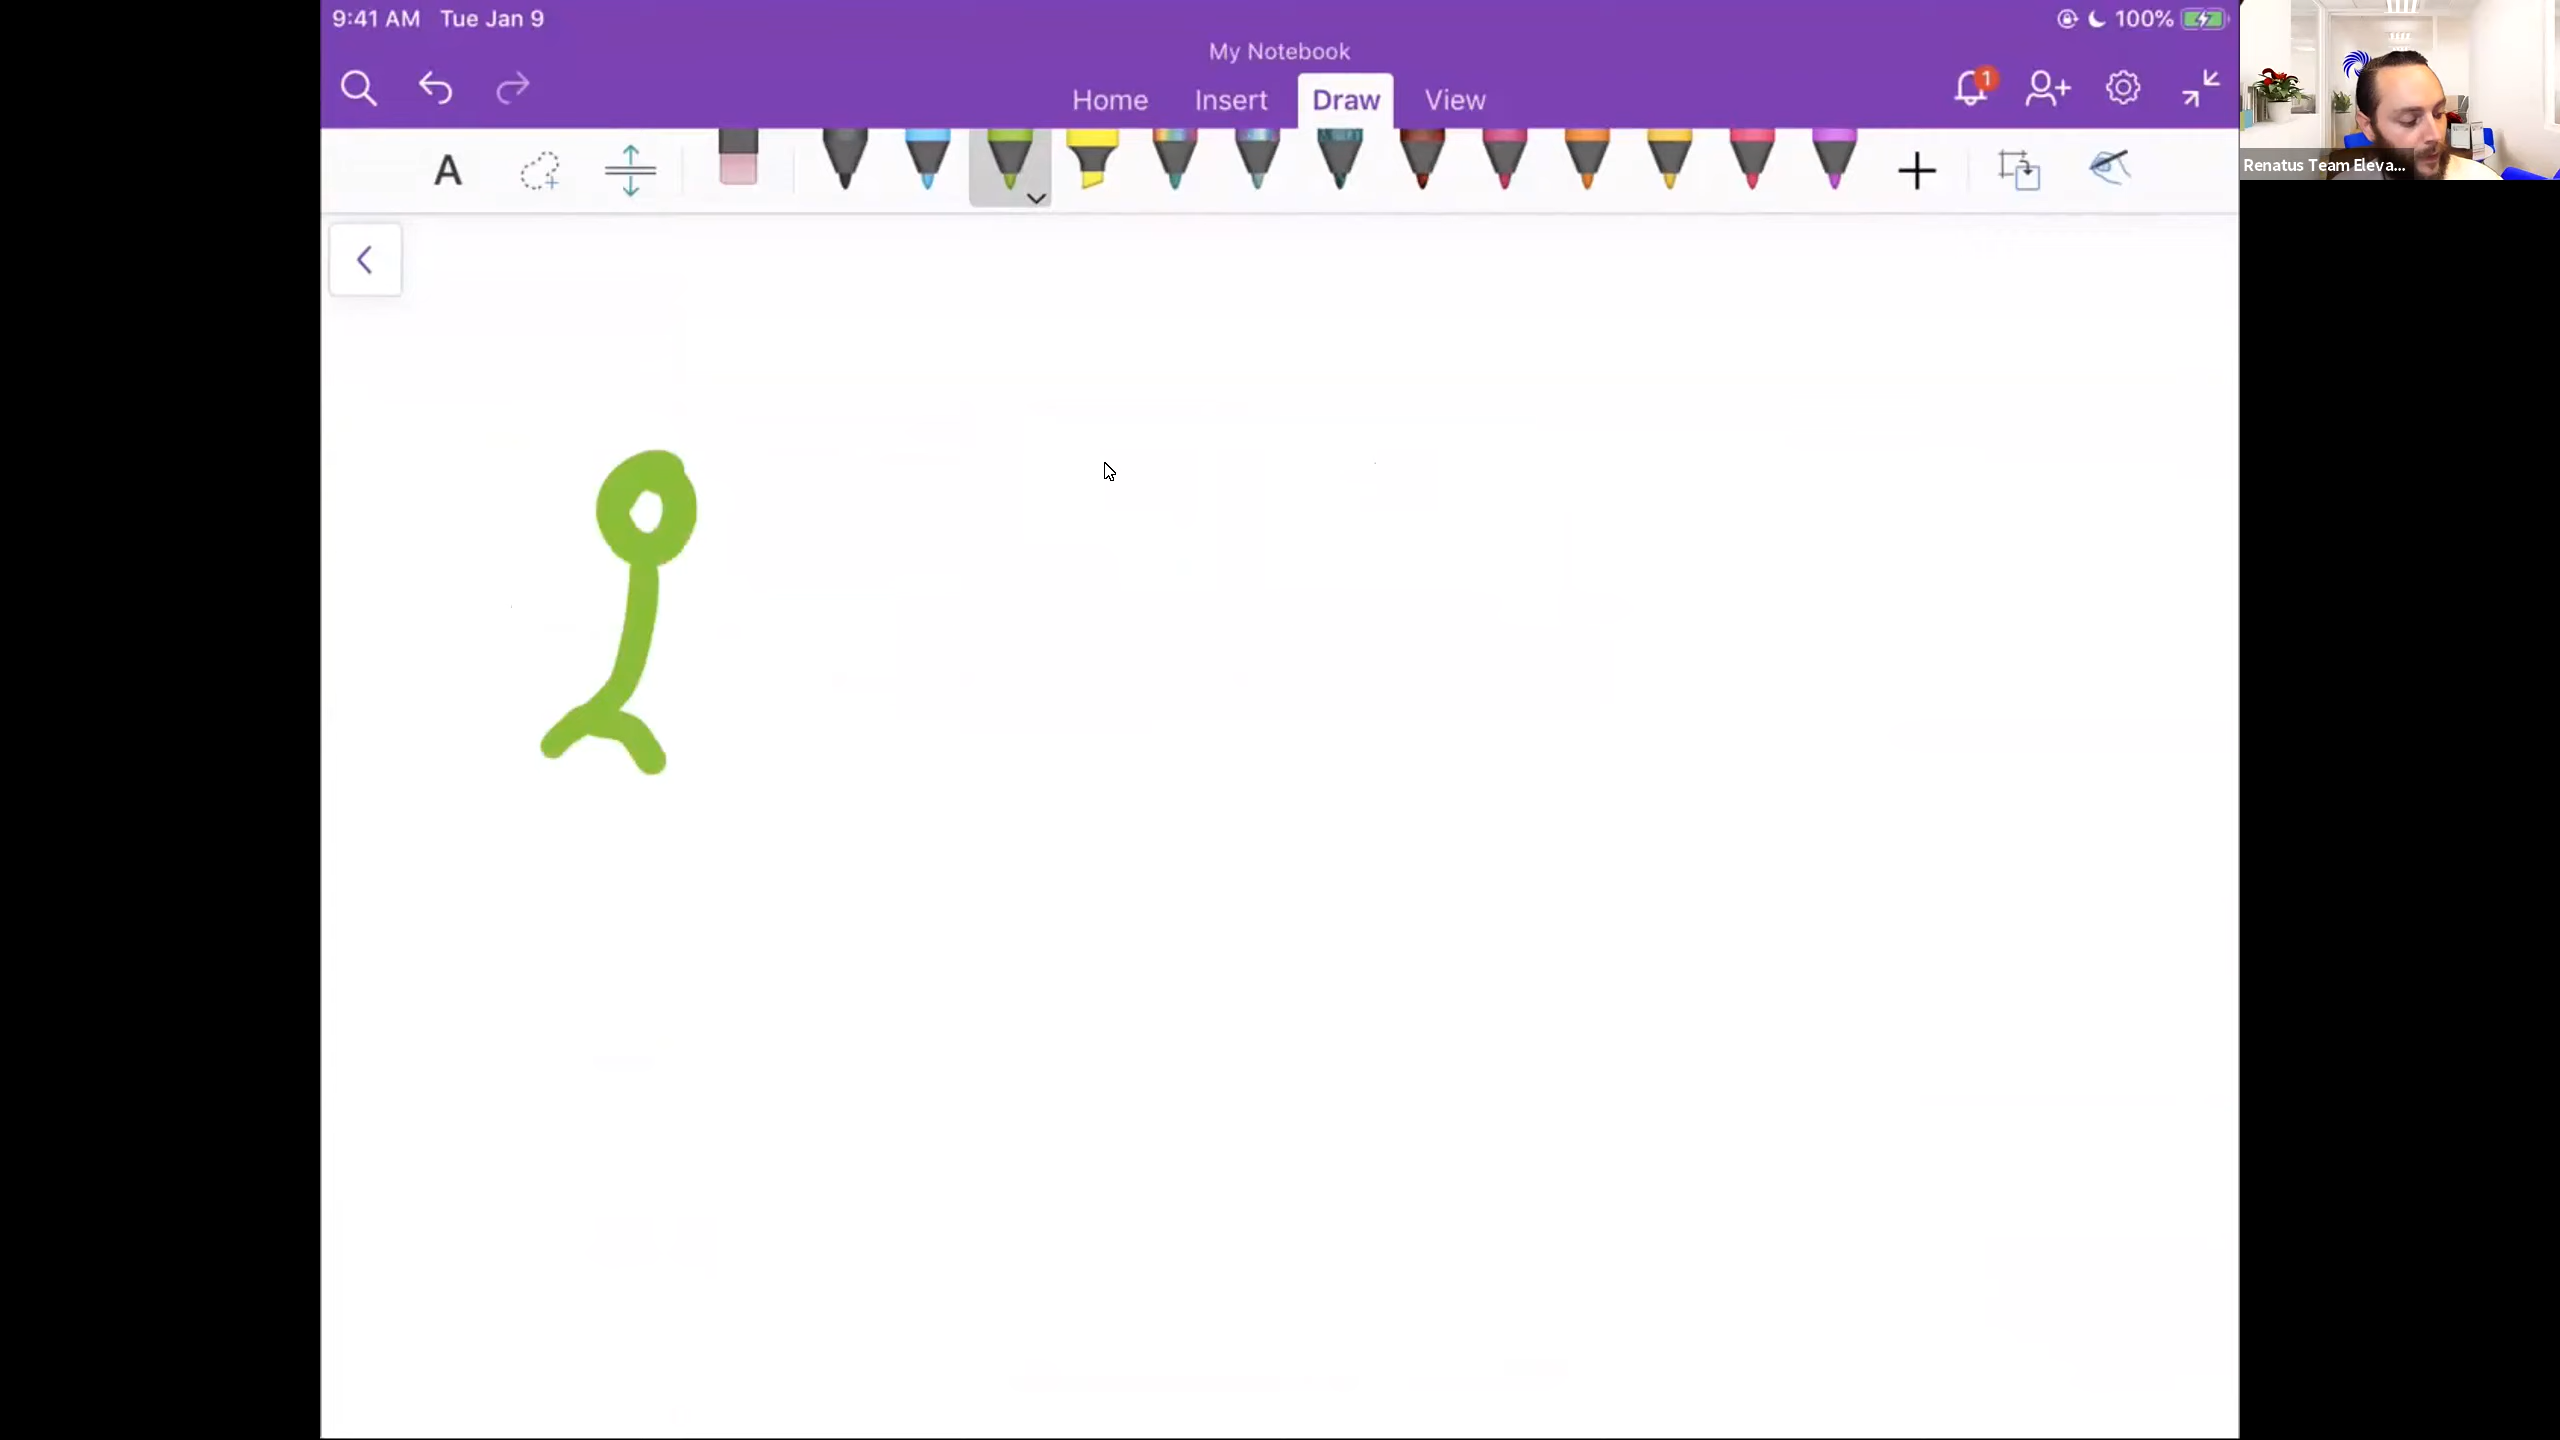 9:41 AM Tue Jan 9
100%
My Notebook
Home Insert Draw View
1
A
Renatus Team Eleva...